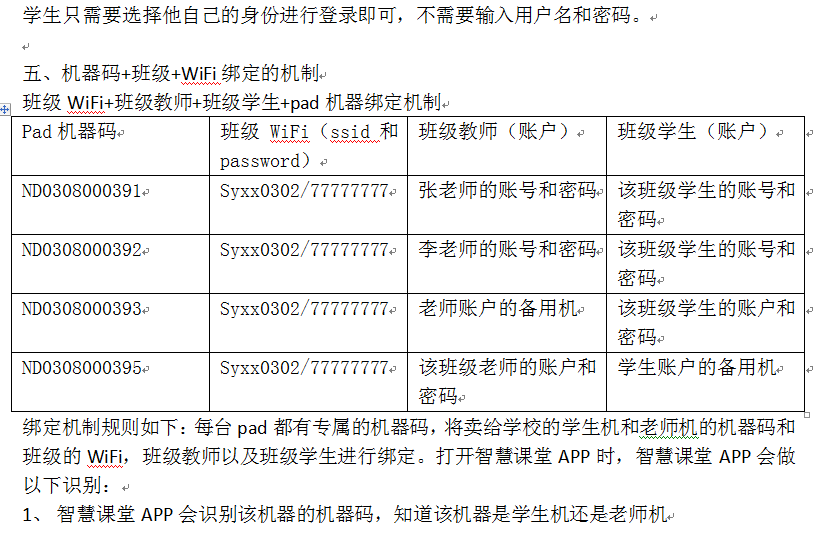 学生只需要选择他自己的身份进行登录即可，不需要输入用户名和密码。
五、机器码+班级+WiFi 绑定的机制
班级 WiFi+班级教师+班级学生+pad 机器绑定机制
Pad 机器码
班级 WiFi（ssid 和
password）
班级教师（账户）
班级学生（账户）
ND0308000391
Syxx0302/77777777
张老师的账号和密码
该班级学生的账号和
密码
ND0308000392
Syxx0302/77777777
李老师的账号和密码
该班级学生的账号和
密码
ND0308000393
Syxx0302/77777777
老师账户的备用机
该班级学生的账户和
密码
ND0308000395
Syxx0302/77777777
该班级老师的账户和
密码
学生账户的备用机
绑定机制规则如下：每台 pad 都有专属的机器码，将卖给学校的学生机和老师机的机器码和
班级的 WiFi，班级教师以及班级学生进行绑定。打开智慧课堂 APP 时，智慧课堂 APP 会做
以下识别：
1、 智慧课堂 APP 会识别该机器的机器码，知道该机器是学生机还是老师机